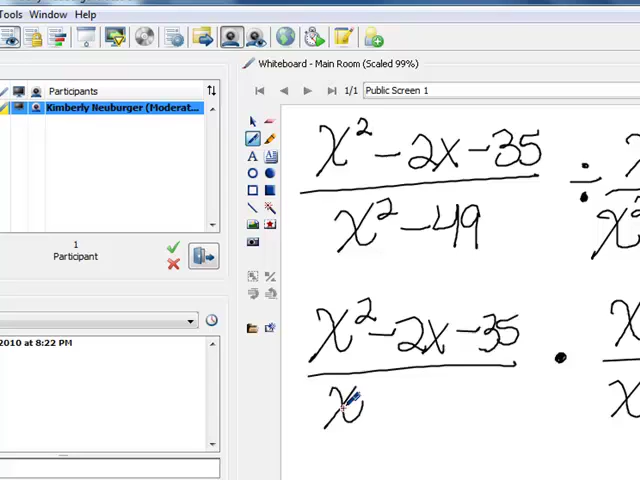 Tools Window Help
Whiteboard - Main Room (Scaled 99%)
Participants
1/1 Public Screen 1
Kimberly Neuburger (Moderat...
x² - 2x - 35 ÷ x
x² - 49 x²
1
Participant
x² - 2x - 35 · x
x x
2010 at 8:22 PM